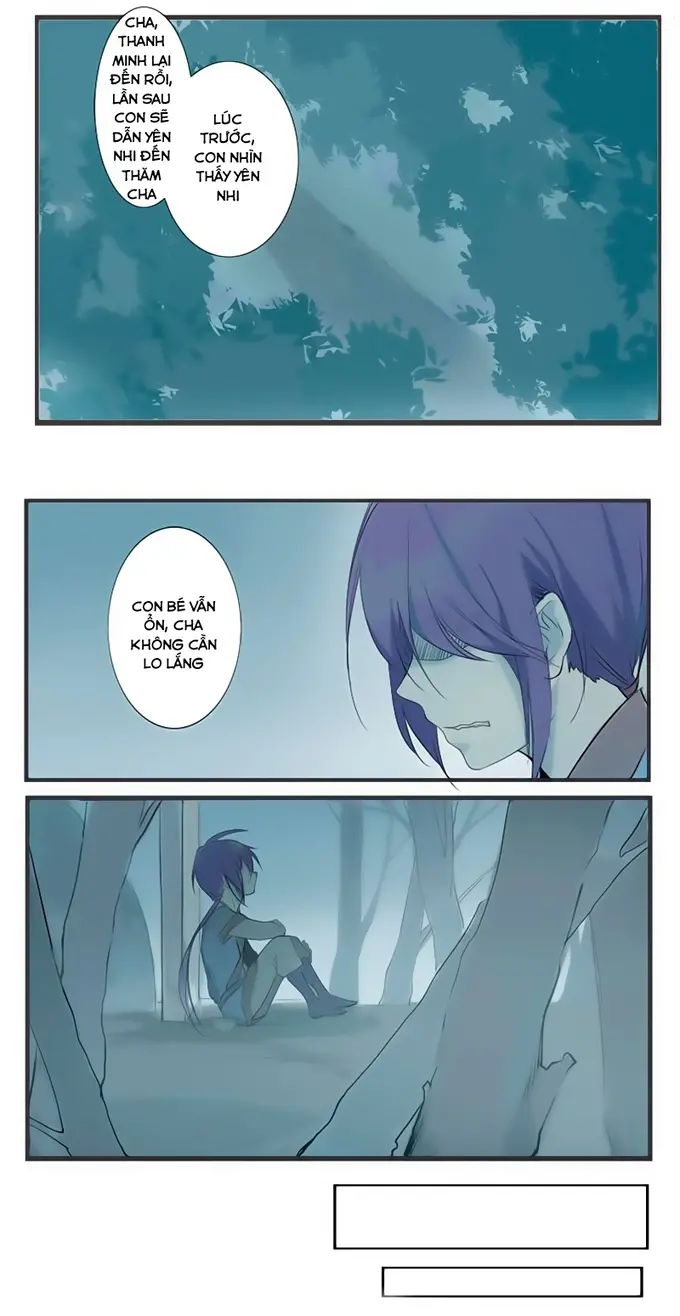 CHA,
THANH
MINH LẠI
ĐẾN RỒI,
LẦN SAU
CON SẼ
DẪN YÊN
NHI ĐẾN
THĂM
CHA
LÚC
TRƯỚC,
CON NHÌN
THẤY YÊN
NHI
CON BÉ VẪN
ỔN, CHA
KHÔNG CẦN
LO LẮNG